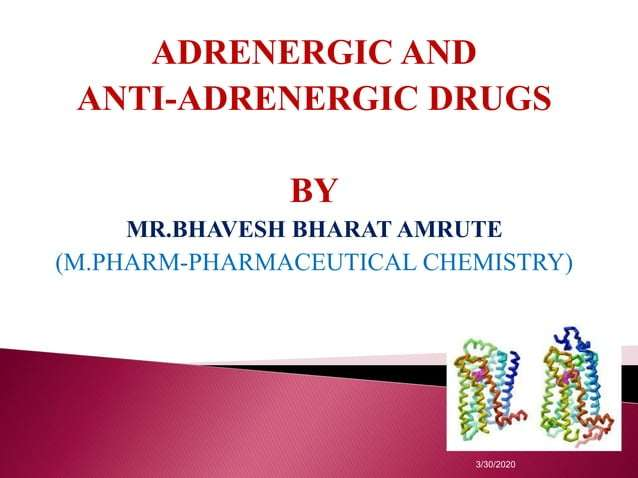 ADRENERGIC AND
ANTI-ADRENERGIC DRUGS
BY
MR.BHAVESH BHARAT AMRUTE
(M.PHARM-PHARMACEUTICAL CHEMISTRY)
3/30/2020